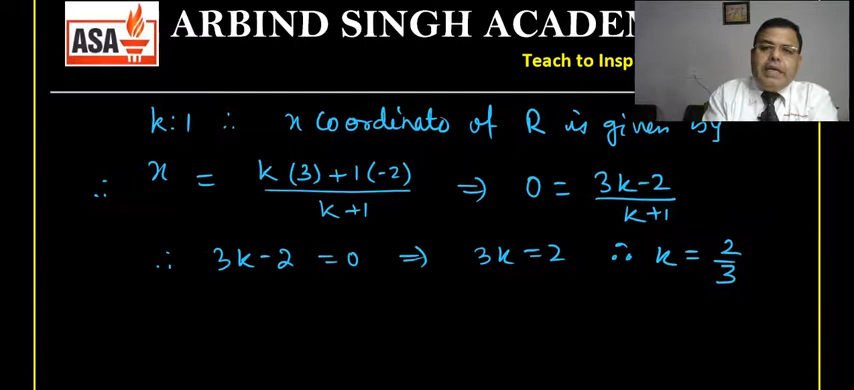 ARBIND SINGH ACADEM
ASA
Teach to Insp
k:1 ∴ x coordinate of R is given by
∴ x = k(3)+1(-2) / k+1 ⇒ 0 = 3k-2 / k+1
∴ 3k-2 = 0 ⇒ 3k = 2 ∴ k = 2/3